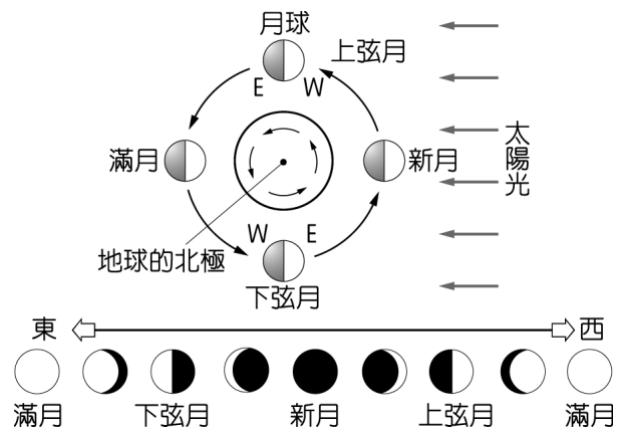 月球
上弦月
E W
滿月
新月
太陽光
W E
地球的北極
下弦月
東 西
滿月 下弦月 新月 上弦月 滿月